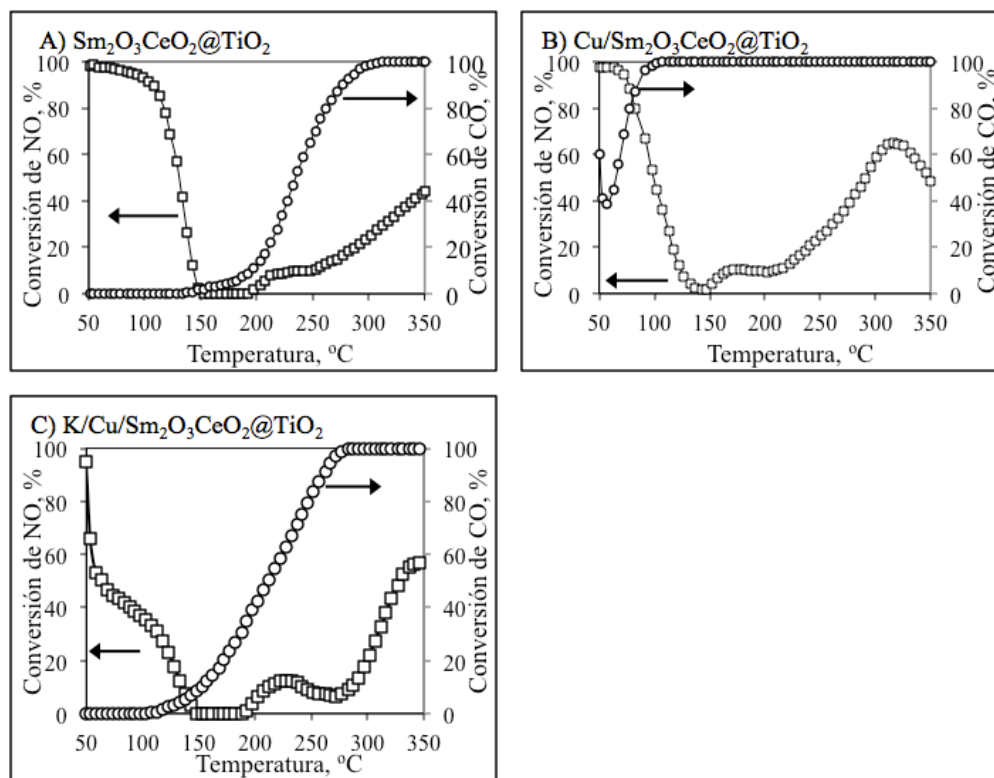 A) Sm₂O₃CeO₂@TiO₂
Conversión de NO, %
100
80
60
40
20
0
100
80
60
40
20
0
Conversión de CO, %
50 100 150 200 250 300 350
Temperatura, °C
B) Cu/Sm₂O₃CeO₂@TiO₂
Conversión de NO, %
100
80
60
40
20
0
100
80
60
40
20
0
Conversión de CO, %
50 100 150 200 250 300 350
Temperatura, °C
C) K/Cu/Sm₂O₃CeO₂@TiO₂
Conversión de NO, %
100
80
60
40
20
0
100
80
60
40
20
0
Conversión de CO, %
50 100 150 200 250 300 350
Temperatura, °C